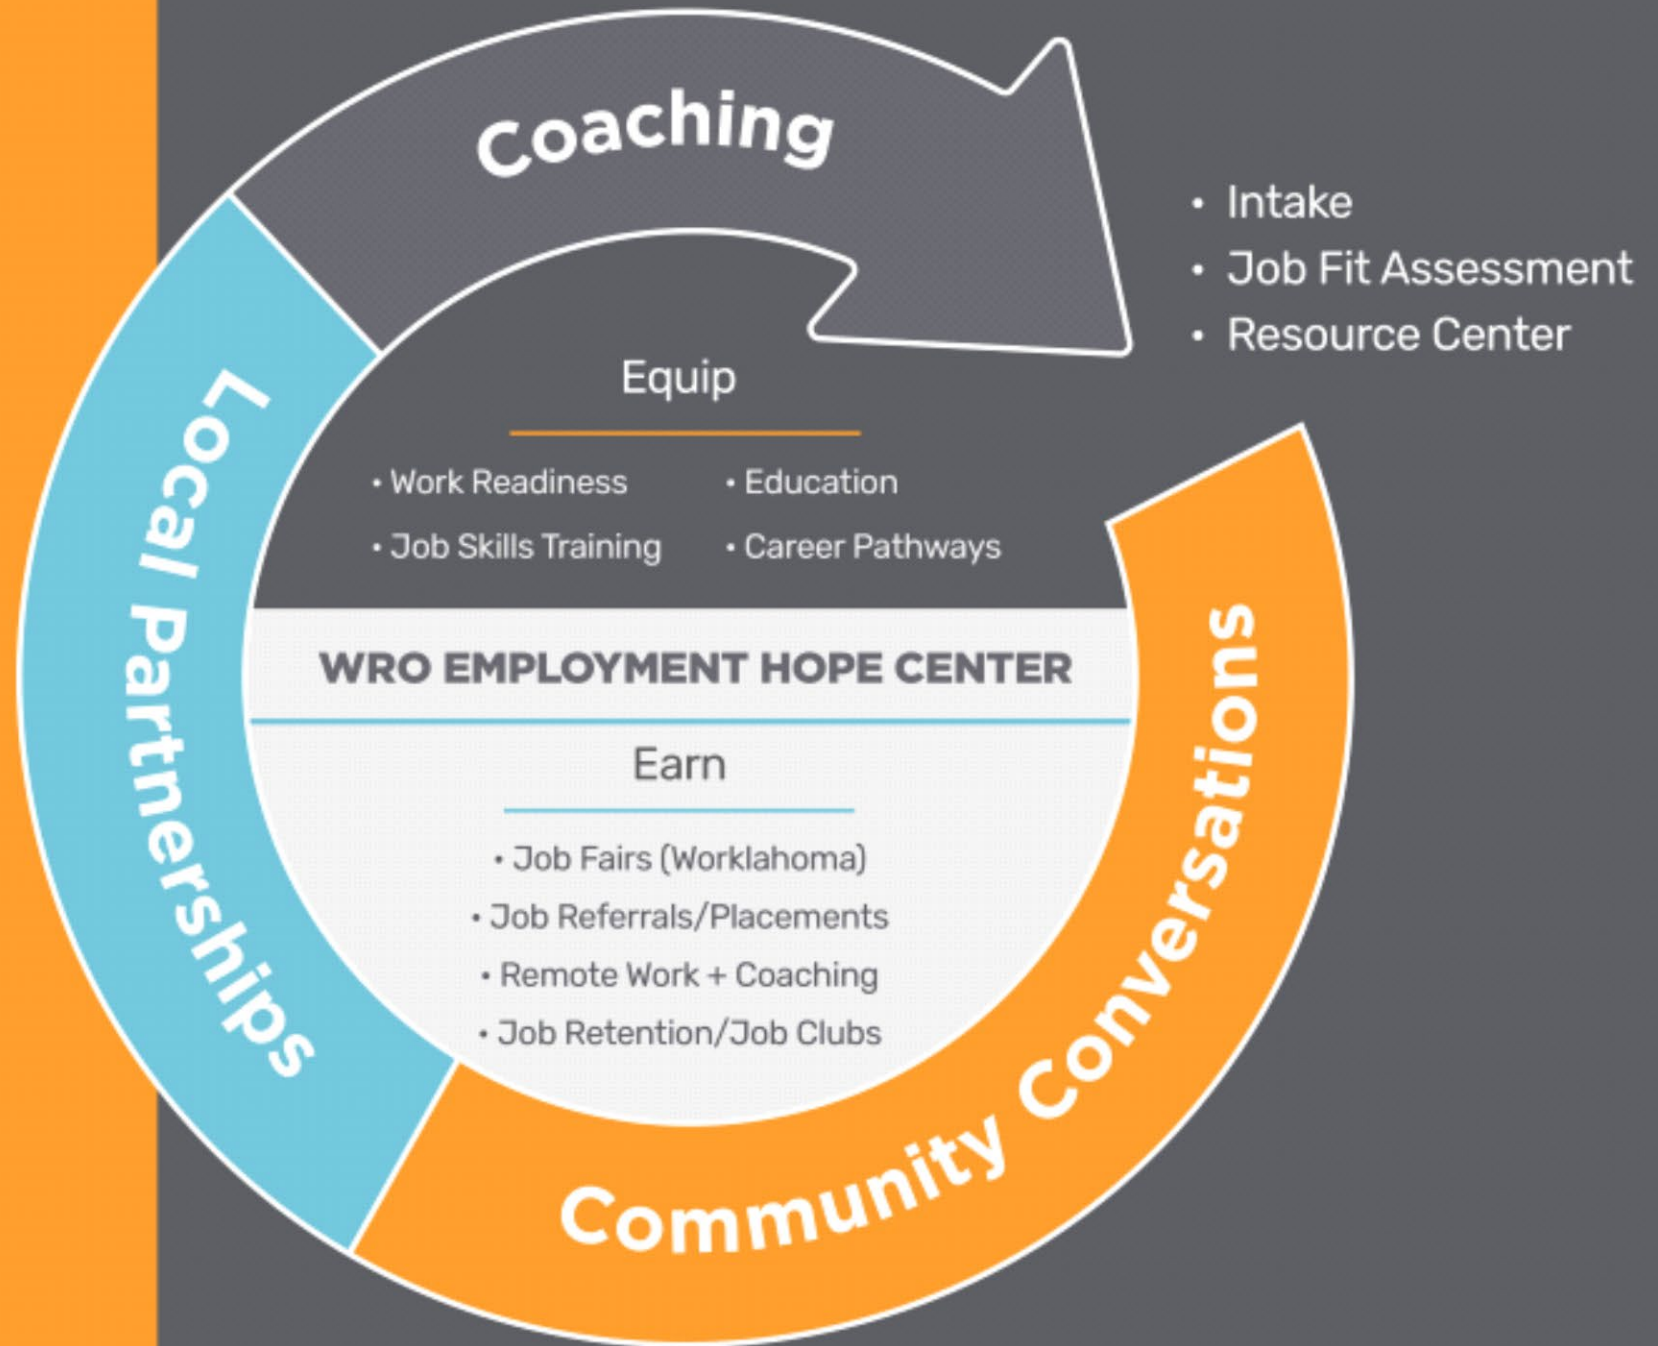 Coaching
• Intake
• Job Fit Assessment
• Resource Center
Local Partnerships
Equip
• Work Readiness
• Education
• Job Skills Training
• Career Pathways
WRO EMPLOYMENT HOPE CENTER
Earn
• Job Fairs (Worklahoma)
• Job Referrals/Placements
• Remote Work + Coaching
• Job Retention/Job Clubs
Community Conversations